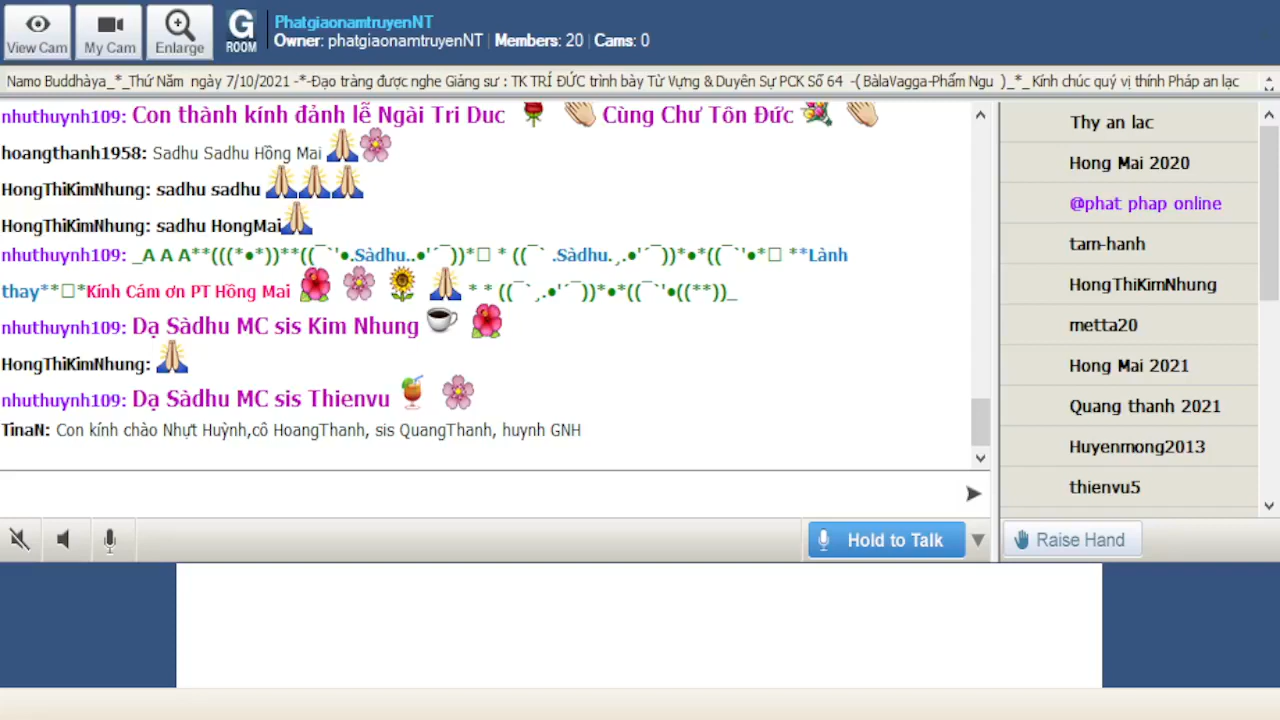 View Cam
My Cam
Enlarge
G
ROOM
PhatgiaonamtruyenNT
Owner: phatgiaonamtruyenNT | Members: 20 | Cams: 0
Namo Buddhàya_*_Thứ Năm ngày 7/10/2021 -*-Đạo tràng được nghe Giảng sư : TK TRÍ ĐỨC trình bày Từ Vựng & Duyên Sự PCK Số 64 -( BàlaVagga-Phẩm Ngu )_*_ Kính chúc quý vị thính Pháp an lạc
nhuthuynh109: Con thành kính đảnh lễ Ngài Tri Duc 🌹 👏 Cùng Chư Tôn Đức 💐 👏
hoangthanh1958: Sadhu Sadhu Hồng Mai 🙏🌸
HongThiKimNhung: sadhu sadhu 🙏🙏🙏
HongThiKimNhung: sadhu HongMai🙏
nhuthuynh109: _A A A**(((*•*))**((¯`'•.Sàdhu..•'´¯))*□ * ((¯` .Sàdhu.¸.•'´¯))*•*((¯`'•*□ **Lành
thay**□*Kính Cám ơn PT Hồng Mai 🌺 🌸 🌻 🙏 * * ((¯`¸.•'´¯))*•*((¯`'•((**))_
nhuthuynh109: Dạ Sàdhu MC sis Kim Nhung ☕ 🌺
HongThiKimNhung: 🙏
nhuthuynh109: Dạ Sàdhu MC sis Thienvu 🍹 🌸
TinaN: Con kính chào Nhựt Huỳnh,cô HoangThanh, sis QuangThanh, huynh GNH
Thy an lac
Hong Mai 2020
@phat phap online
tam-hanh
HongThiKimNhung
metta20
Hong Mai 2021
Quang thanh 2021
Huyenmong2013
thienvu5
Hold to Talk
Raise Hand